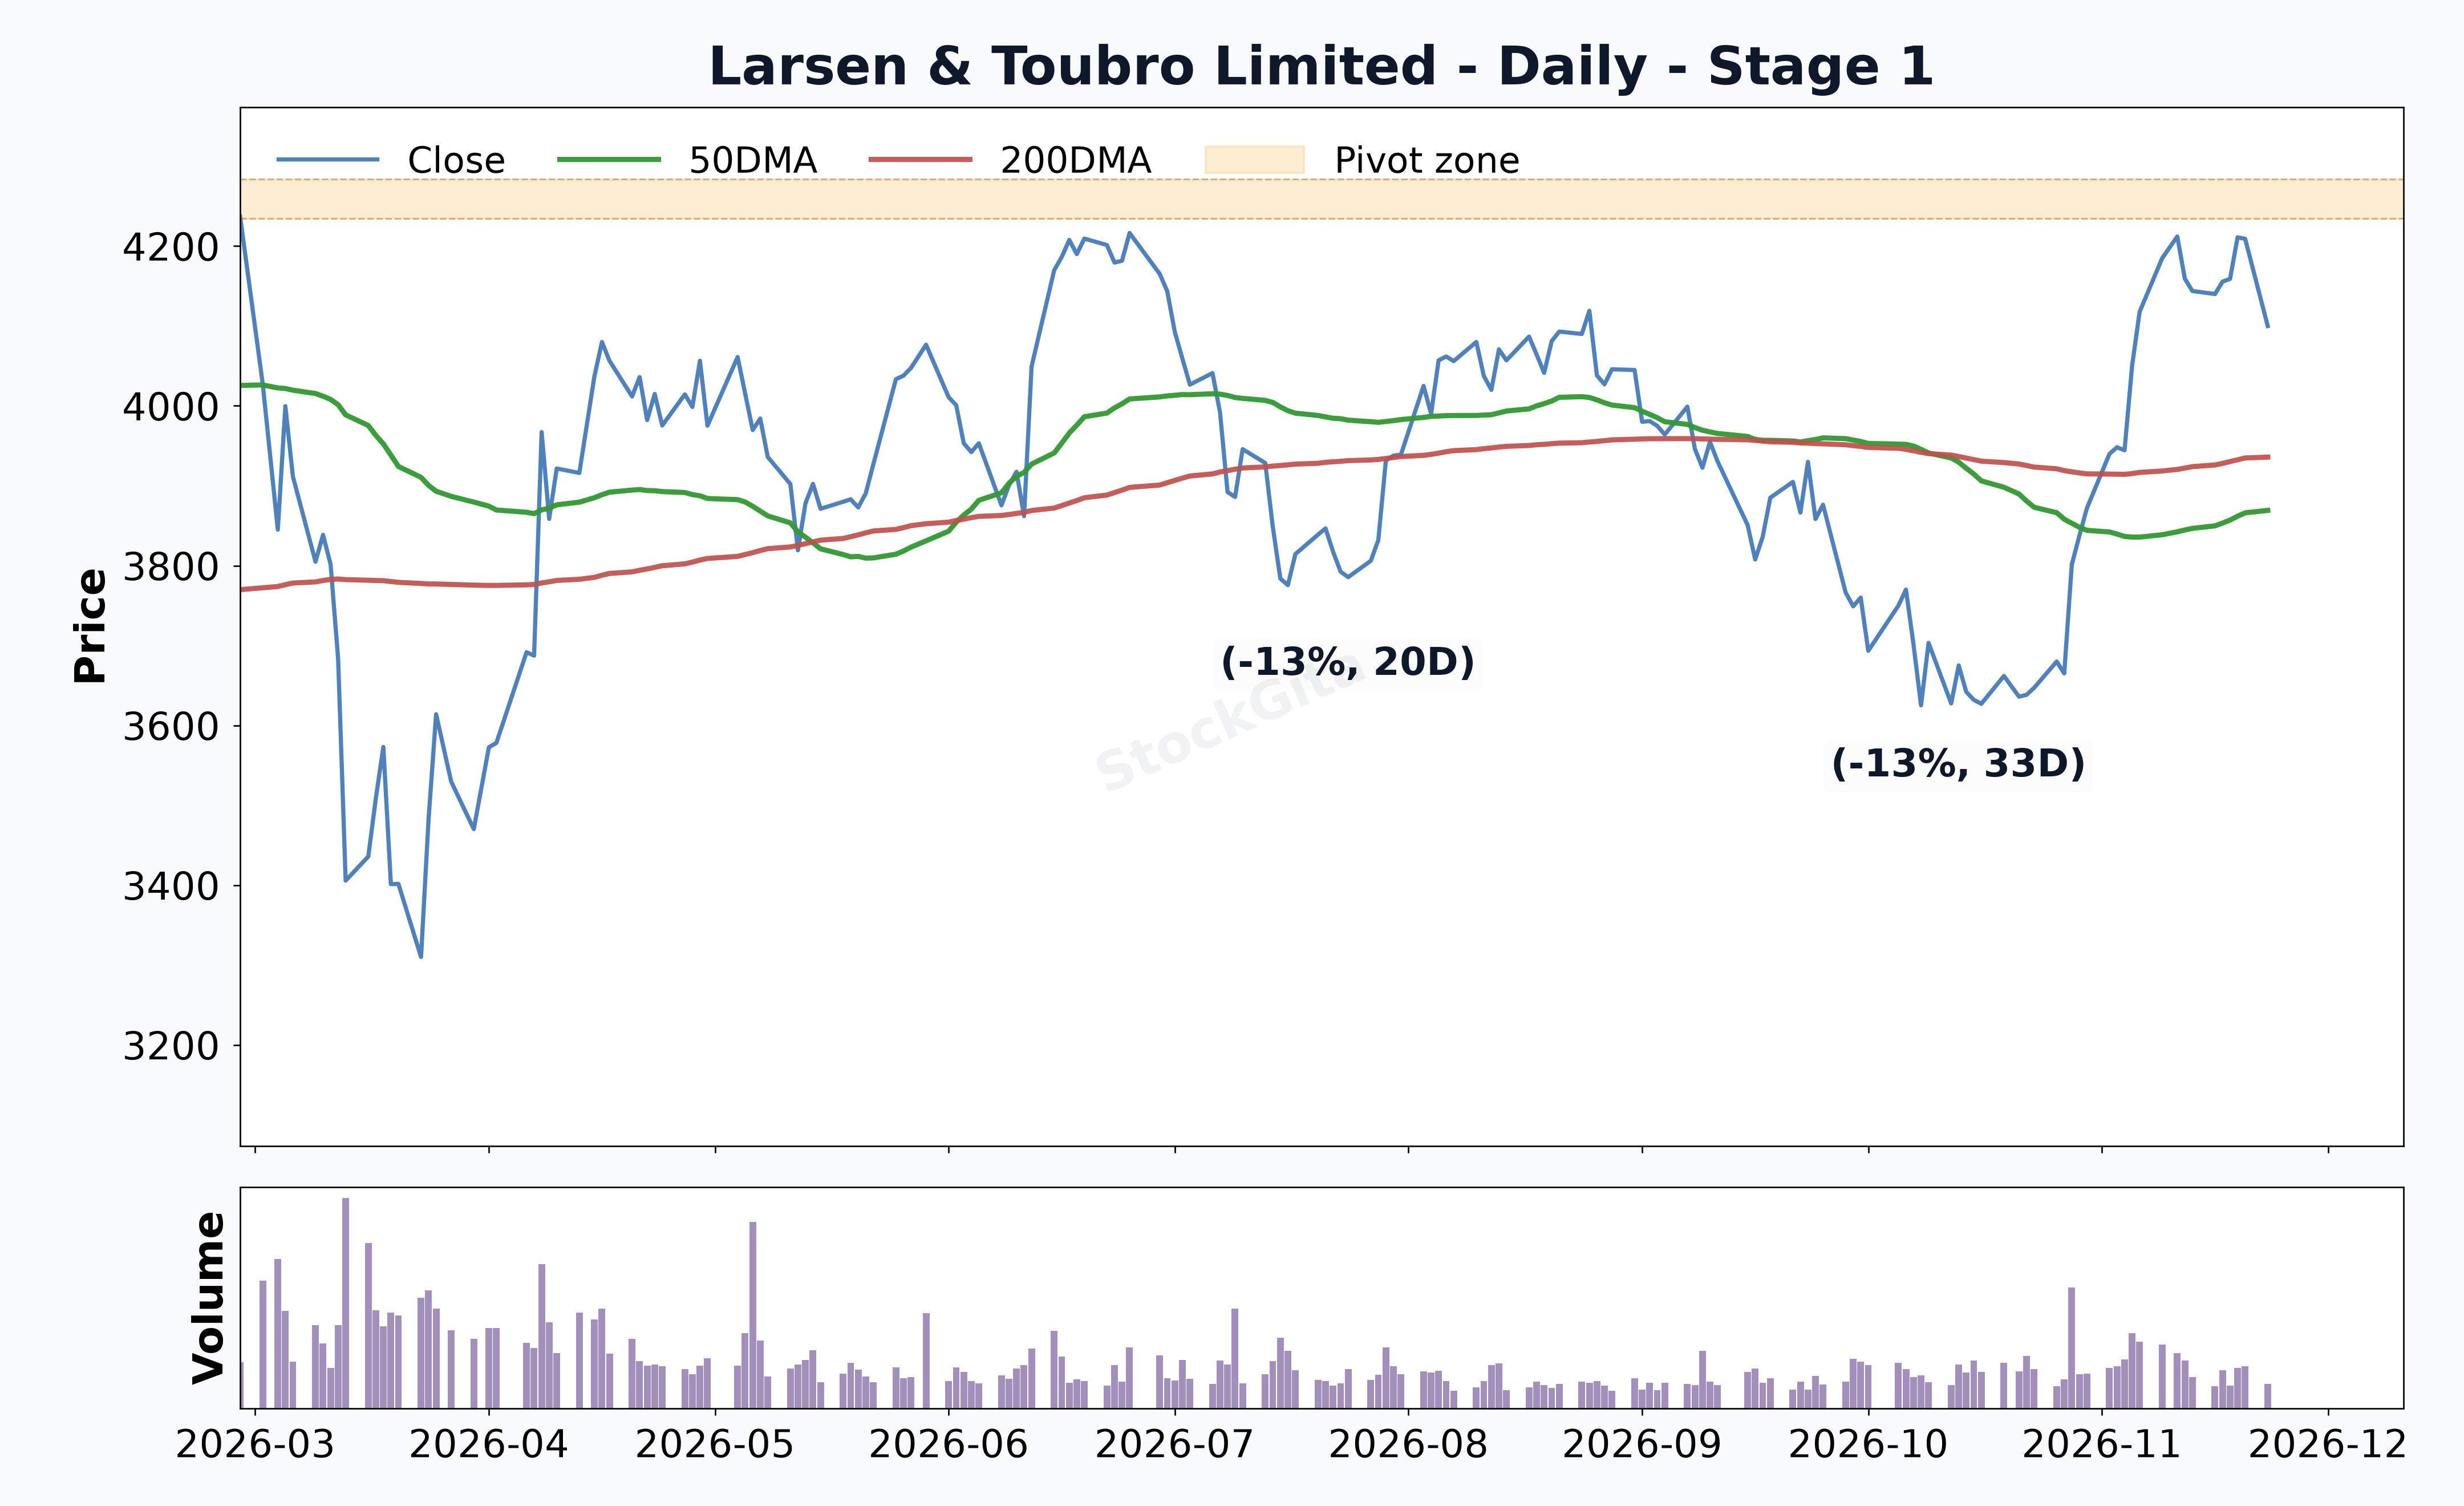 Larsen & Toubro Limited - Daily - Stage 1
Close 50DMA 200DMA Pivot zone
Price
4200
4000
3800
3600
3400
3200
(-13%, 20D)
StockGita
(-13%, 33D)
Volume
2026-03 2026-04 2026-05 2026-06 2026-07 2026-08 2026-09 2026-10 2026-11 2026-12